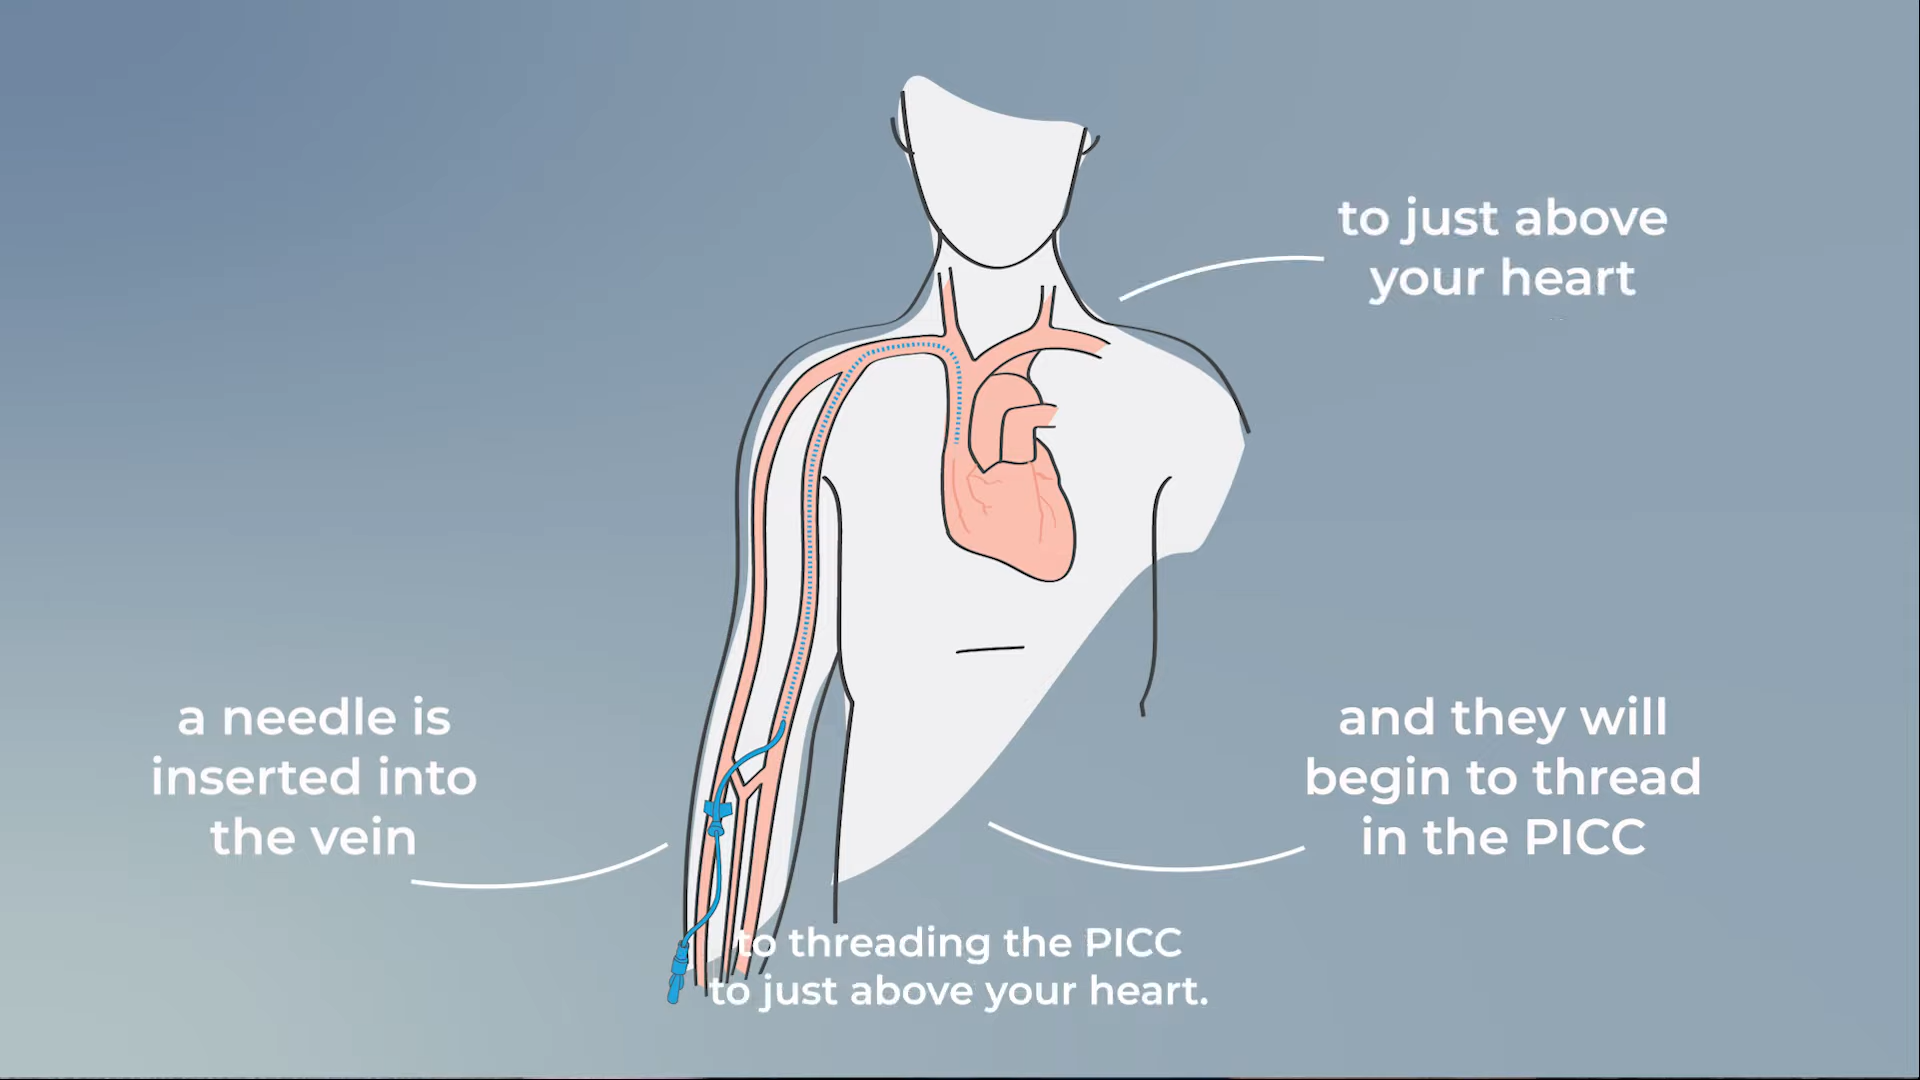 to just above
your heart
a needle is
inserted into
the vein
and they will
begin to thread
in the PICC
to threading the PICC
to just above your heart.